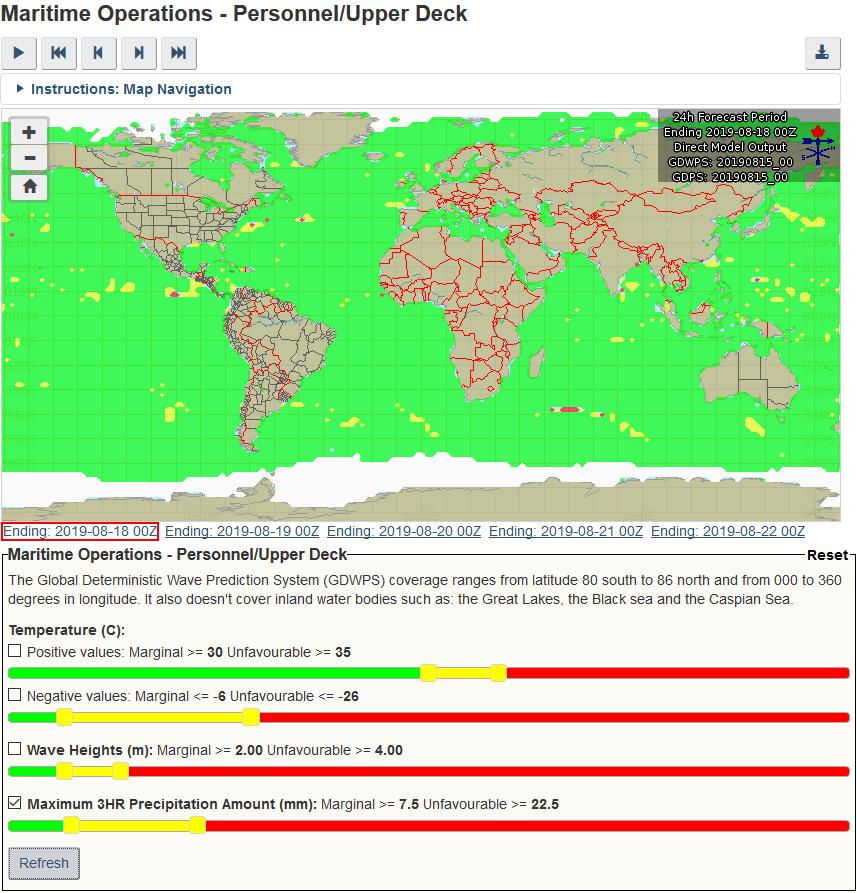 Maritime Operations - Personnel/Upper Deck
Instructions: Map Navigation
24h Forecast Period
Ending 2019-08-18 00Z
Direct Model Output
GDWPS: 20190815_00
GDPS: 20190815_00
Ending: 2019-08-18 00Z Ending: 2019-08-19 00Z Ending: 2019-08-20 00Z Ending: 2019-08-21 00Z Ending: 2019-08-22 00Z
Maritime Operations - Personnel/Upper Deck Reset
The Global Deterministic Wave Prediction System (GDWPS) coverage ranges from latitude 80 south to 86 north and from 000 to 360
degrees in longitude. It also doesn't cover inland water bodies such as: the Great Lakes, the Black sea and the Caspian Sea.
Temperature (C):
Positive values: Marginal >= 30 Unfavourable >= 35
Negative values: Marginal <= -6 Unfavourable <= -26
Wave Heights (m): Marginal >= 2.00 Unfavourable >= 4.00
Maximum 3HR Precipitation Amount (mm): Marginal >= 7.5 Unfavourable >= 22.5
Refresh